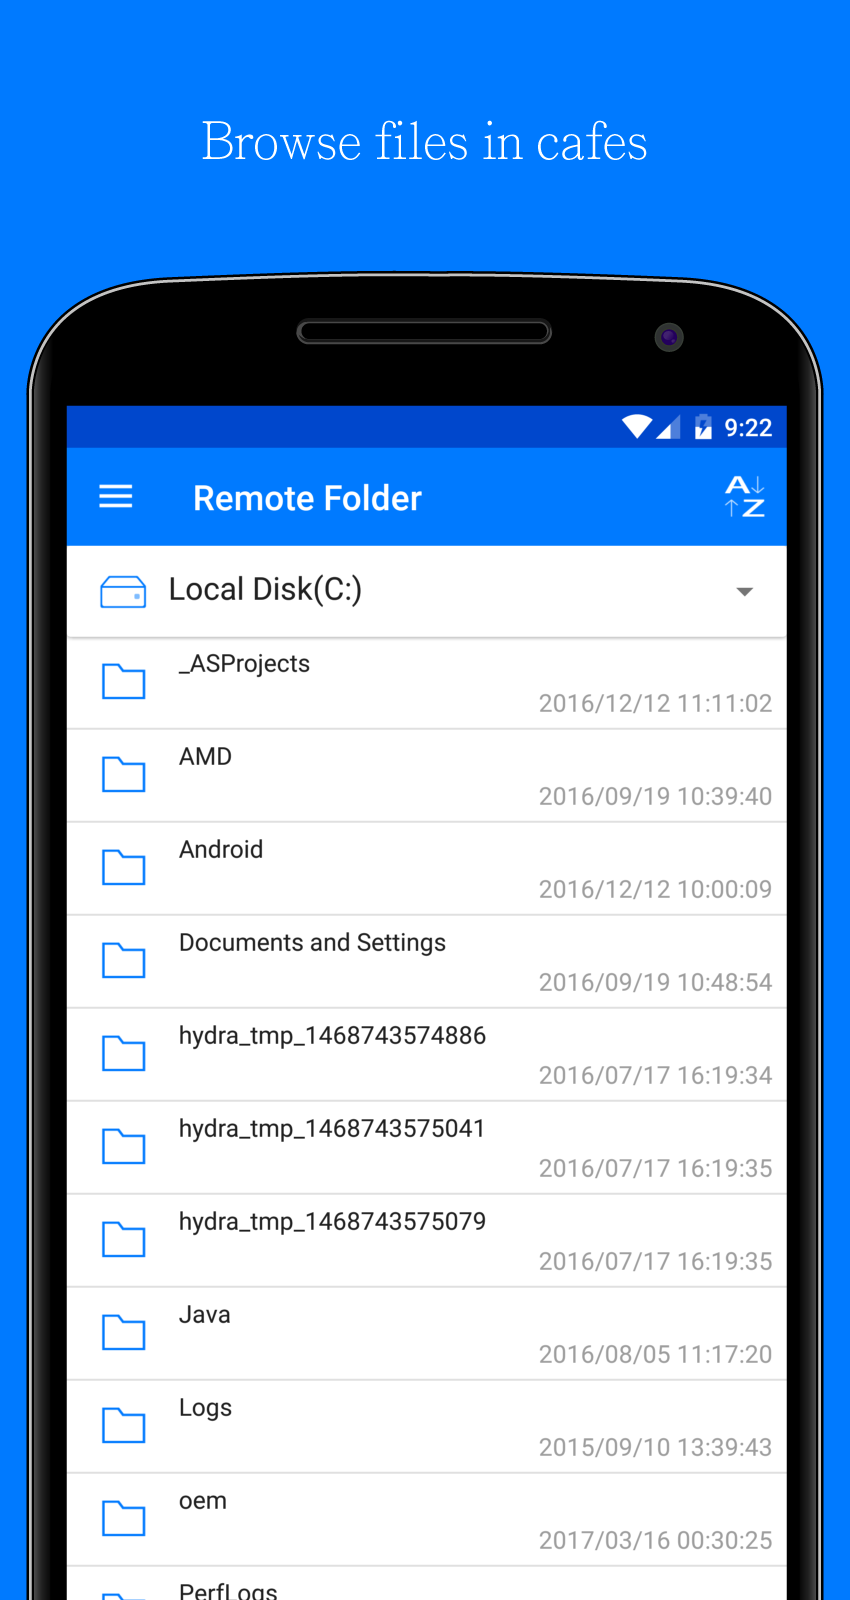 Browse files in cafes
9:22
Remote Folder
A
Z
Local Disk(C:)
_ASProjects
2016/12/12 11:11:02
AMD
2016/09/19 10:39:40
Android
2016/12/12 10:00:09
Documents and Settings
2016/09/19 10:48:54
hydra_tmp_1468743574886
2016/07/17 16:19:34
hydra_tmp_1468743575041
2016/07/17 16:19:35
hydra_tmp_1468743575079
2016/07/17 16:19:35
Java
2016/08/05 11:17:20
Logs
2015/09/10 13:39:43
oem
2017/03/16 00:30:25
PerfLogs